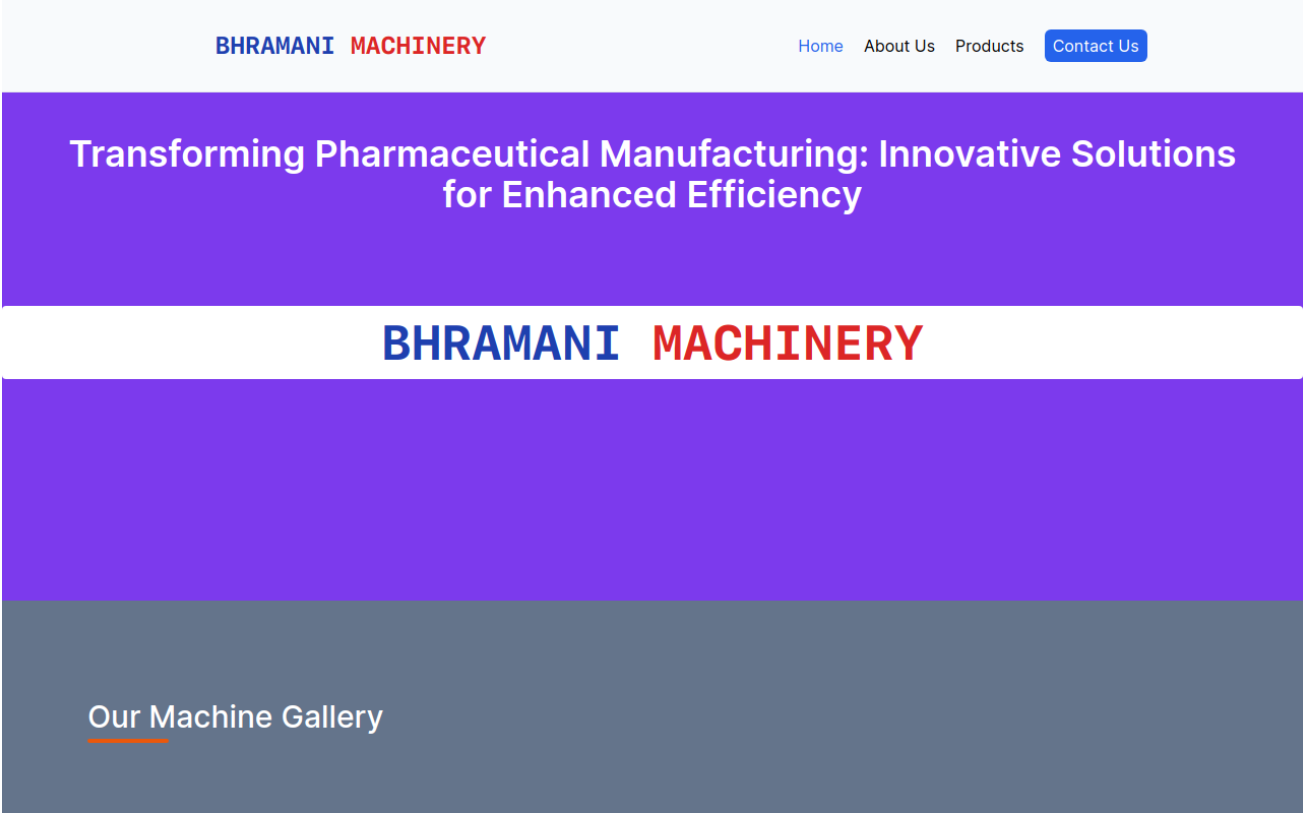 BHRAMANI MACHINERY
Home About Us Products Contact Us
Transforming Pharmaceutical Manufacturing: Innovative Solutions
for Enhanced Efficiency
BHRAMANI MACHINERY
Our Machine Gallery